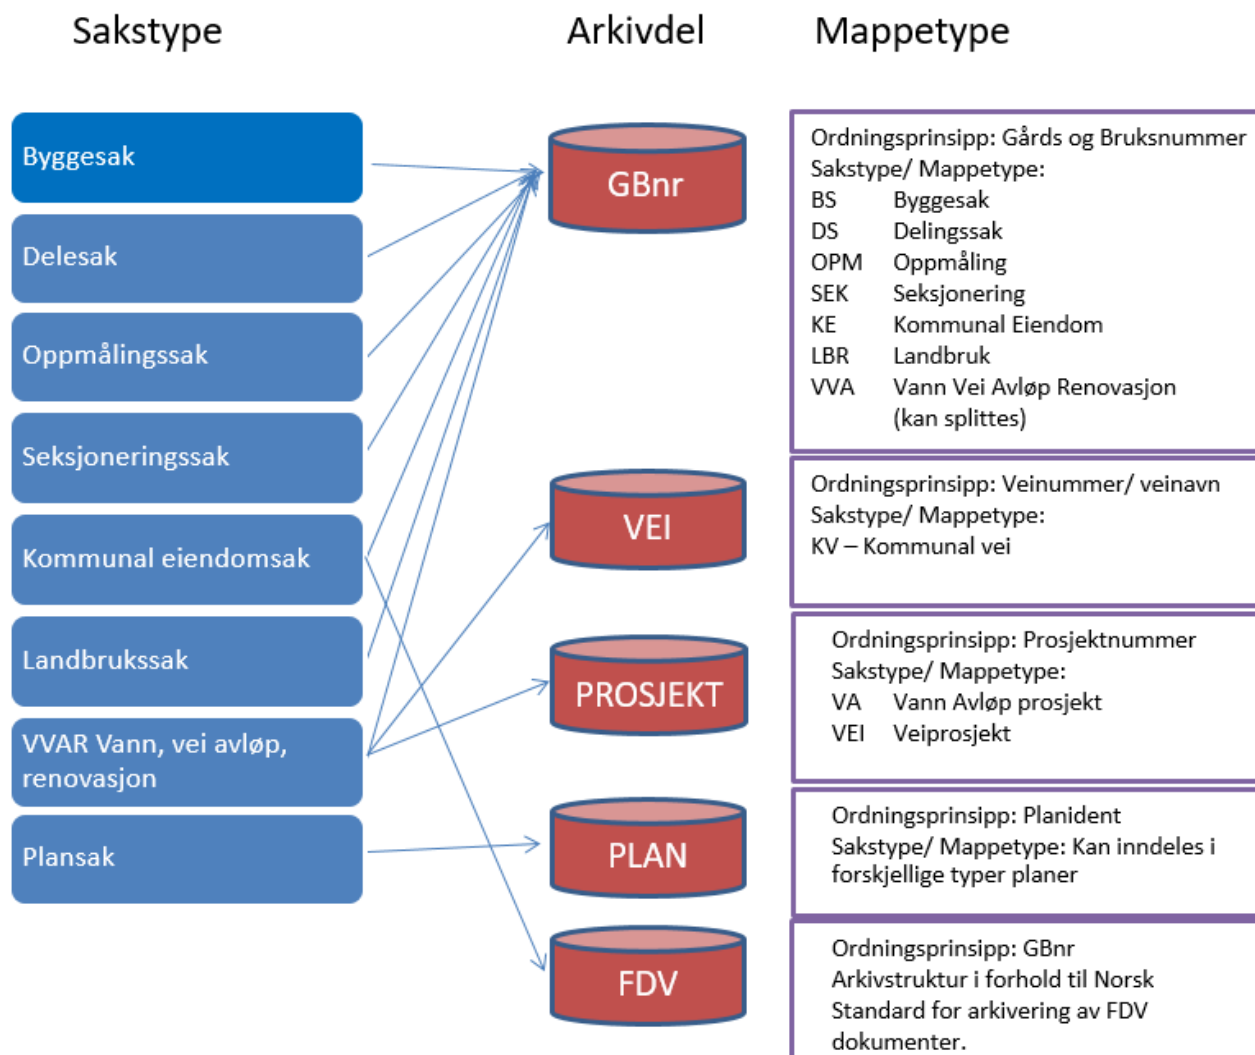 Sakstype
Arkivdel
Mappetype
Byggesak
Delesak
Oppmålingssak
Seksjoneringssak
Kommunal eiendomsak
Landbrukssak
VVAR Vann, vei avløp,
renovasjon
Plansak
GBnr
VEI
PROSJEKT
PLAN
FDV
Ordningsprinsipp: Gårds og Bruksnummer
Sakstype/ Mappetype:
BS Byggesak
DS Delingssak
OPM Oppmåling
SEK Seksjonering
KE Kommunal Eiendom
LBR Landbruk
VVA Vann Vei Avløp Renovasjon
(kan splittes)
Ordningsprinsipp: Veinummer/ veinavn
Sakstype/ Mappetype:
KV – Kommunal vei
Ordningsprinsipp: Prosjektnummer
Sakstype/ Mappetype:
VA Vann Avløp prosjekt
VEI Veiprosjekt
Ordningsprinsipp: Planident
Sakstype/ Mappetype: Kan inndeles i
forskjellige typer planer
Ordningsprinsipp: GBnr
Arkivstruktur i forhold til Norsk
Standard for arkivering av FDV
dokumenter.